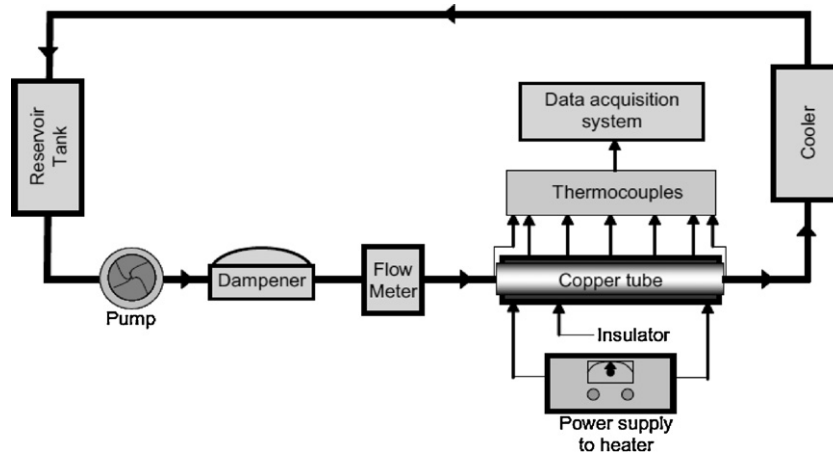 Reservoir
Tank
Data acquisition
system
Cooler
Thermocouples
Pump
Dampener
Flow
Meter
Copper tube
Insulator
Power supply
to heater